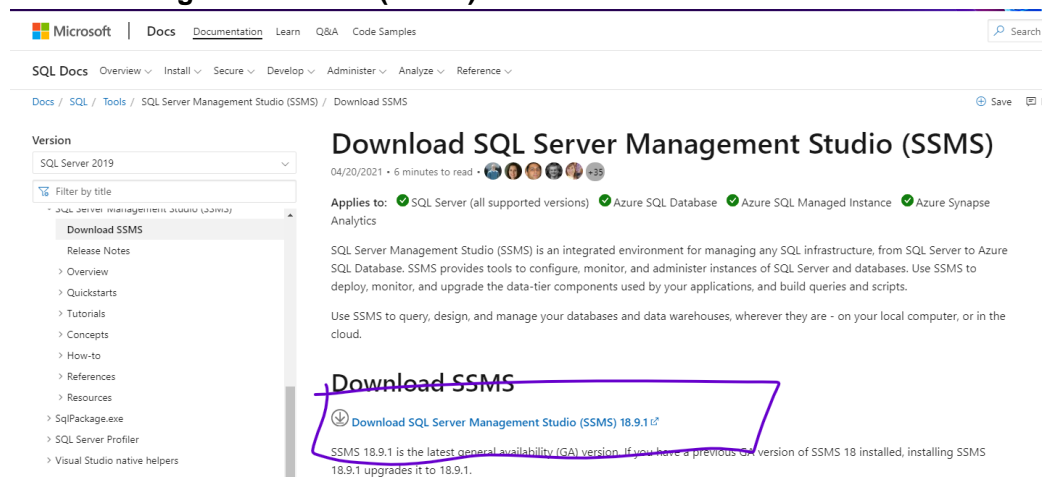 Microsoft Docs Documentation Learn Q&A Code Samples Search
SQL Docs Overview Install Secure Develop Administer Analyze Reference
Docs / SQL / Tools / SQL Server Management Studio (SSMS) / Download SSMS
Save
Version
SQL Server 2019
Filter by title
SQL Server Management Studio (SSMS)
Download SSMS
Release Notes
> Overview
> Quickstarts
> Tutorials
> Concepts
> How-to
> References
> Resources
> SqlPackage.exe
> SQL Server Profiler
> Visual Studio native helpers
Download SQL Server Management Studio (SSMS)
04/20/2021 • 6 minutes to read • +35
Applies to: SQL Server (all supported versions) Azure SQL Database Azure SQL Managed Instance Azure Synapse
Analytics
SQL Server Management Studio (SSMS) is an integrated environment for managing any SQL infrastructure, from SQL Server to Azure
SQL Database. SSMS provides tools to configure, monitor, and administer instances of SQL Server and databases. Use SSMS to
deploy, monitor, and upgrade the data-tier components used by your applications, and build queries and scripts.
Use SSMS to query, design, and manage your databases and data warehouses, wherever they are - on your local computer, or in the
cloud.
Download SSMS
Download SQL Server Management Studio (SSMS) 18.9.1
SSMS 18.9.1 is the latest general availability (GA) version. If you have a previous GA version of SSMS 18 installed, installing SSMS
18.9.1 upgrades it to 18.9.1.